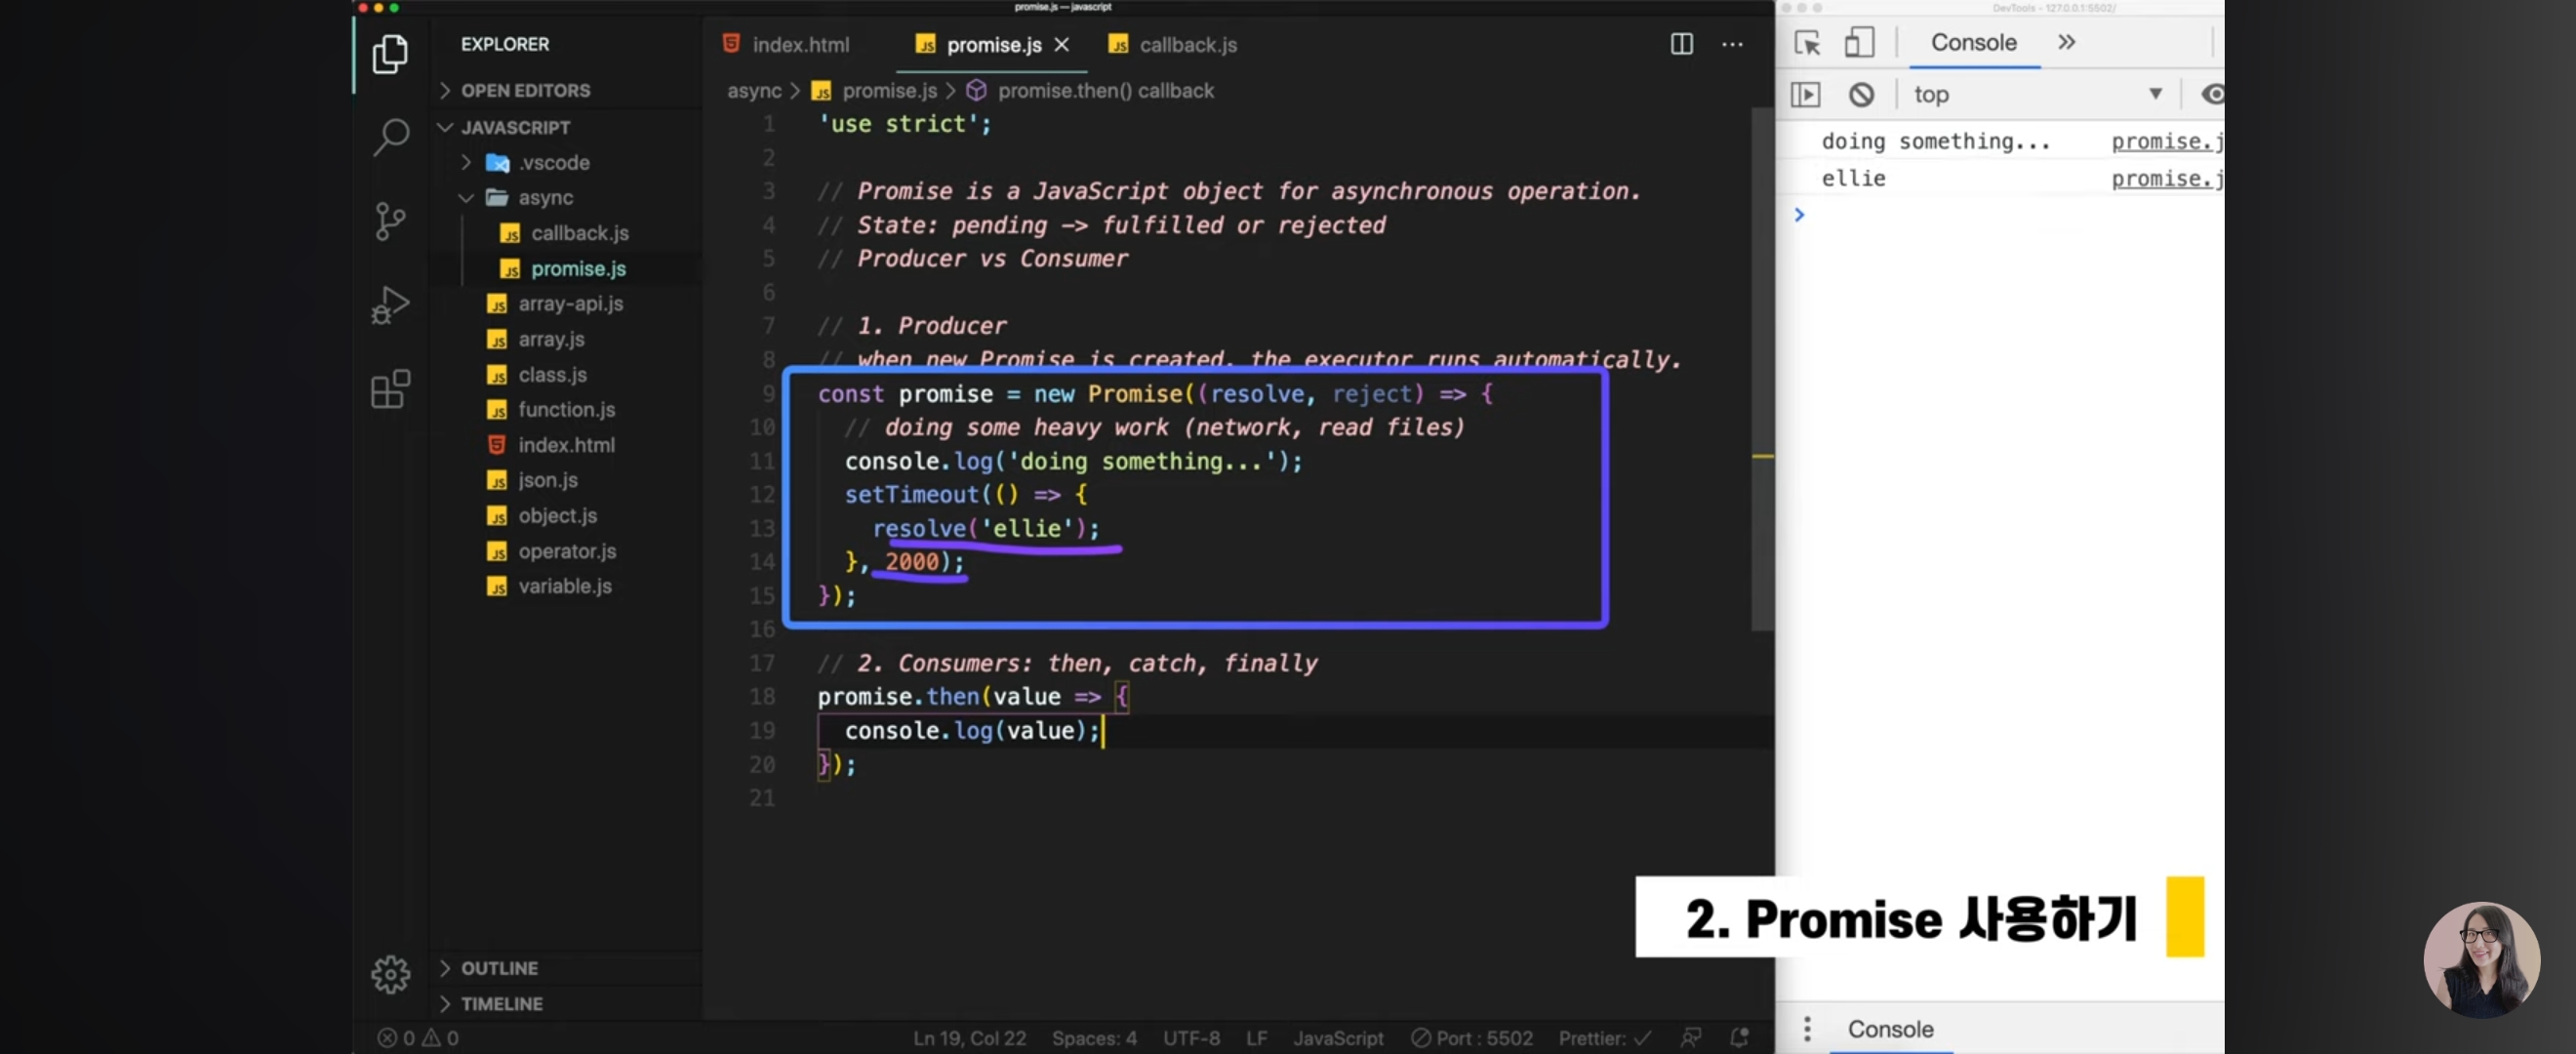 promise.js — javascript
EXPLORER
OPEN EDITORS
JAVASCRIPT
.vscode
async
callback.js
promise.js
array-api.js
array.js
class.js
function.js
index.html
json.js
object.js
operator.js
variable.js
OUTLINE
TIMELINE
index.html
promise.js
callback.js
async > promise.js > promise.then() callback
1 'use strict';
2
3 // Promise is a JavaScript object for asynchronous operation.
4 // State: pending -> fulfilled or rejected
5 // Producer vs Consumer
6
7 // 1. Producer
8 // when new Promise is created, the executor runs automatically.
9 const promise = new Promise((resolve, reject) => {
10 // doing some heavy work (network, read files)
11 console.log('doing something...');
12 setTimeout(() => {
13 resolve('ellie');
14 }, 2000);
15 });
16
17 // 2. Consumers: then, catch, finally
18 promise.then(value => {
19 console.log(value);
20 });
21
0 0
Ln 19, Col 22 Spaces: 4 UTF-8 LF JavaScript Port : 5502 Prettier: ✓
DevTools - 127.0.0.1:5502/
Console
top
doing something... promise.j
ellie promise.j
2. Promise 사용하기
Console